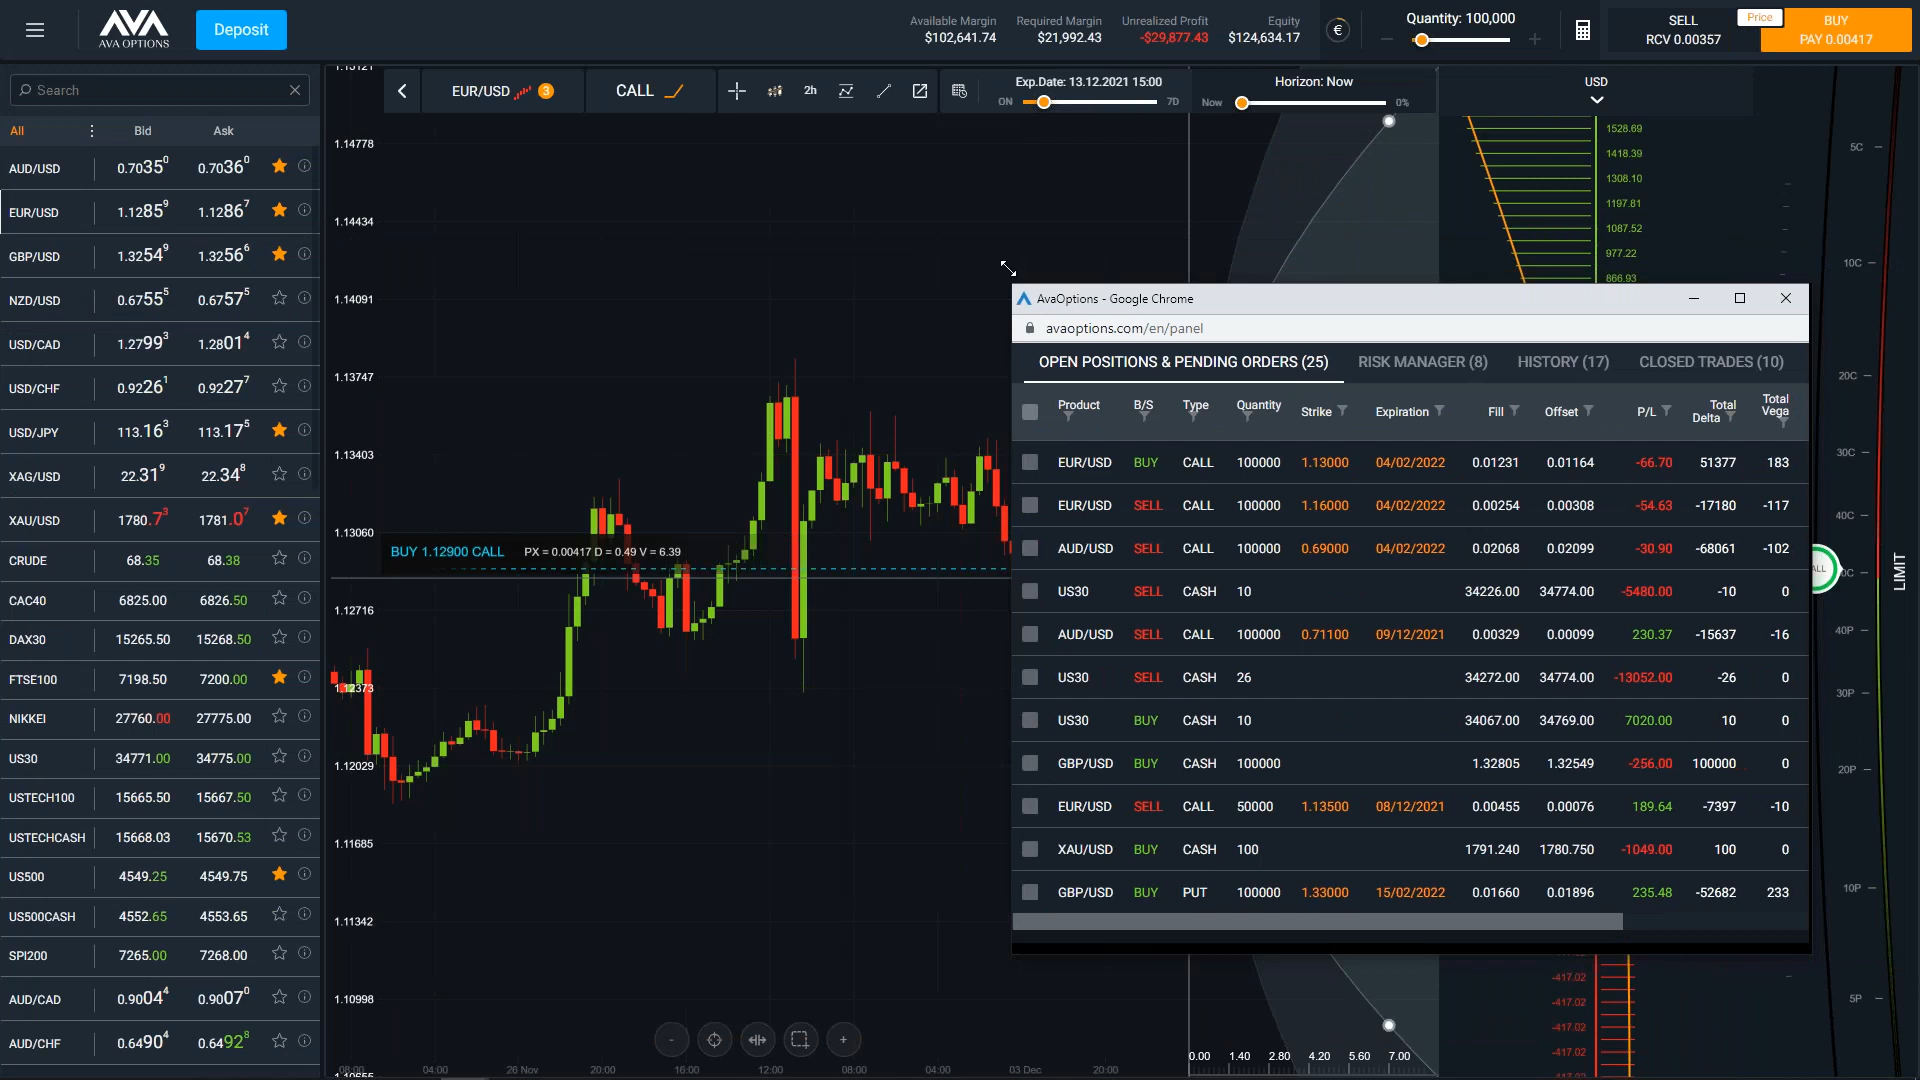 AVA OPTIONS
Deposit
Available Margin
$102,641.74
Required Margin
$21,992.43
Unrealized Profit
-$29,877.43
Equity
$124,634.17
€
Quantity: 100,000
SELL
RCV 0.00357
Price
BUY
PAY 0.00417
Search
All Bid Ask
AUD/USD 0.7035⁰ 0.7036⁰
EUR/USD 1.1285⁹ 1.1286⁷
GBP/USD 1.3254⁹ 1.3256⁶
NZD/USD 0.6755⁵ 0.6757⁵
USD/CAD 1.2799³ 1.2801⁴
USD/CHF 0.9226¹ 0.9227⁷
USD/JPY 113.16³ 113.17⁵
XAG/USD 22.31⁹ 22.34⁸
XAU/USD 1780.7³ 1781.0⁷
CRUDE 68.35 68.38
CAC40 6825.00 6826.50
DAX30 15265.50 15268.50
FTSE100 7198.50 7200.00
NIKKEI 27760.00 27775.00
US30 34771.00 34775.00
USTECH100 15665.50 15667.50
USTECHCASH 15668.03 15670.53
US500 4549.25 4549.75
US500CASH 4552.65 4553.65
SPI200 7265.00 7268.00
AUD/CAD 0.9004⁴ 0.9007⁰
AUD/CHF 0.6490⁴ 0.6492⁸
EUR/USD 3
CALL
2h
Exp.Date: 13.12.2021 15:00
ON 7D
Horizon: Now
Now 0%
USD
1.14778
1.14434
1.14091
1.13747
1.13403
1.13060
1.12716
1.12373
1.12029
1.11685
1.11342
1.10998
BUY 1.12900 CALL PX = 0.00417 D = 0.49 V = 6.39
08:00 04:00 26 Nov 20:00 16:00 12:00 08:00 04:00 03 Dec 20:00
0.00 1.40 2.80 4.20 5.60 7.00
1528.69
1418.39
1308.10
1197.81
1087.52
977.22
866.93
AvaOptions - Google Chrome
avaoptions.com/en/panel
OPEN POSITIONS & PENDING ORDERS (25) RISK MANAGER (8) HISTORY (17) CLOSED TRADES (10)
Product B/S Type Quantity Strike Expiration Fill Offset P/L Total Delta Total Vega
EUR/USD BUY CALL 100000 1.13000 04/02/2022 0.01231 0.01164 -66.70 51377 183
EUR/USD SELL CALL 100000 1.16000 04/02/2022 0.00254 0.00308 -54.63 -17180 -117
AUD/USD SELL CALL 100000 0.69000 04/02/2022 0.02068 0.02099 -30.90 -68061 -102
US30 SELL CASH 10 34226.00 34774.00 -5480.00 -10 0
AUD/USD SELL CALL 100000 0.71100 09/12/2021 0.00329 0.00099 230.37 -15637 -16
US30 SELL CASH 26 34272.00 34774.00 -13052.00 -26 0
US30 BUY CASH 10 34067.00 34769.00 7020.00 10 0
GBP/USD BUY CASH 100000 1.32805 1.32549 -256.00 100000 0
EUR/USD SELL CALL 50000 1.13500 08/12/2021 0.00455 0.00076 189.64 -7397 -10
XAU/USD BUY CASH 100 1791.240 1780.750 -1049.00 100 0
GBP/USD BUY PUT 100000 1.33000 15/02/2022 0.01660 0.01896 235.48 -52682 233
-417.02
-417.02
-417.02
-417.02
5C
10C
20C
30C
40C
40P
30P
20P
10P
5P
LIMIT